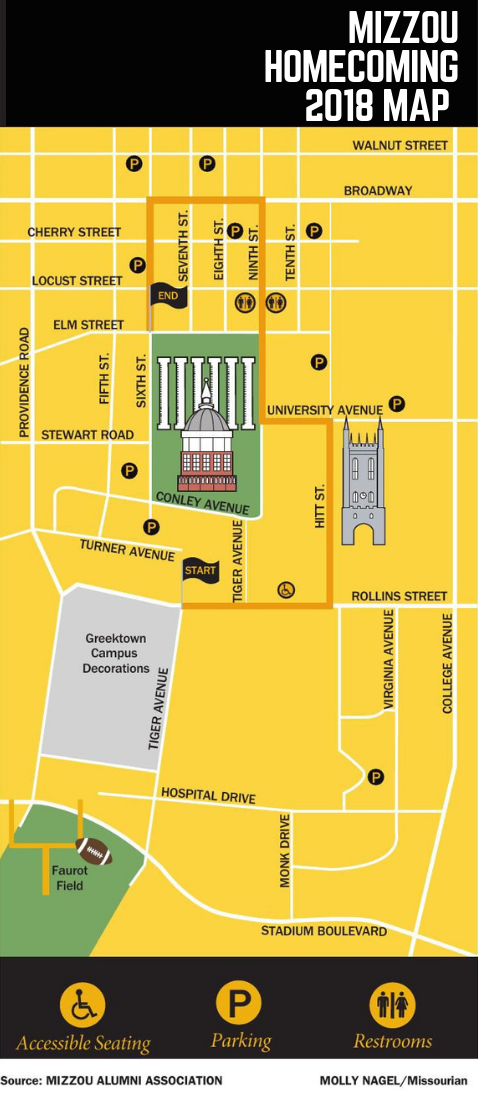 MIZZOU
HOMECOMING
2018 MAP
WALNUT STREET
P
P
BROADWAY
CHERRY STREET
SEVENTH ST.
EIGHTH ST.
P
NINTH ST.
TENTH ST.
P
P
LOCUST STREET
END
ELM STREET
PROVIDENCE ROAD
FIFTH ST.
SIXTH ST.
P
UNIVERSITY AVENUE
P
STEWART ROAD
P
CONLEY AVENUE
HITT ST.
P
TURNER AVENUE
TIGER AVENUE
START
ROLLINS STREET
Greektown
Campus
Decorations
TIGER AVENUE
VIRGINIA AVENUE
COLLEGE AVENUE
P
HOSPITAL DRIVE
MONK DRIVE
Faurot
Field
STADIUM BOULEVARD
P
Accessible Seating
Parking
Restrooms
Source: MIZZOU ALUMNI ASSOCIATION
MOLLY NAGEL/Missourian